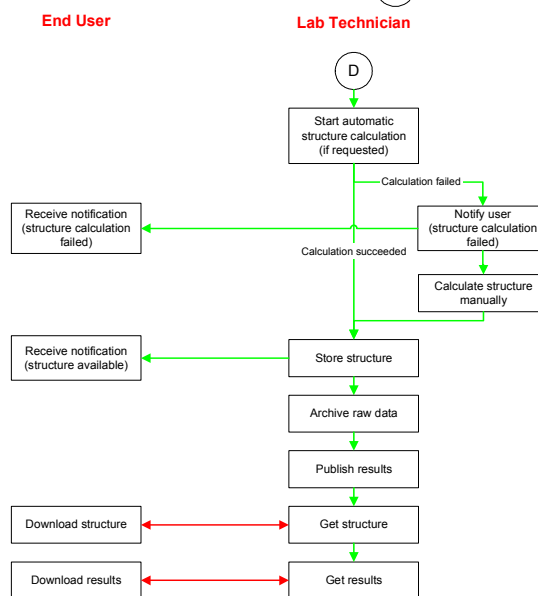 End User
Lab Technician
D
Start automatic
structure calculation
(if requested)
Calculation failed
Receive notification
(structure calculation
failed)
Notify user
(structure calculation
failed)
Calculation succeeded
Calculate structure
manually
Receive notification
(structure available)
Store structure
Archive raw data
Publish results
Download structure
Get structure
Download results
Get results